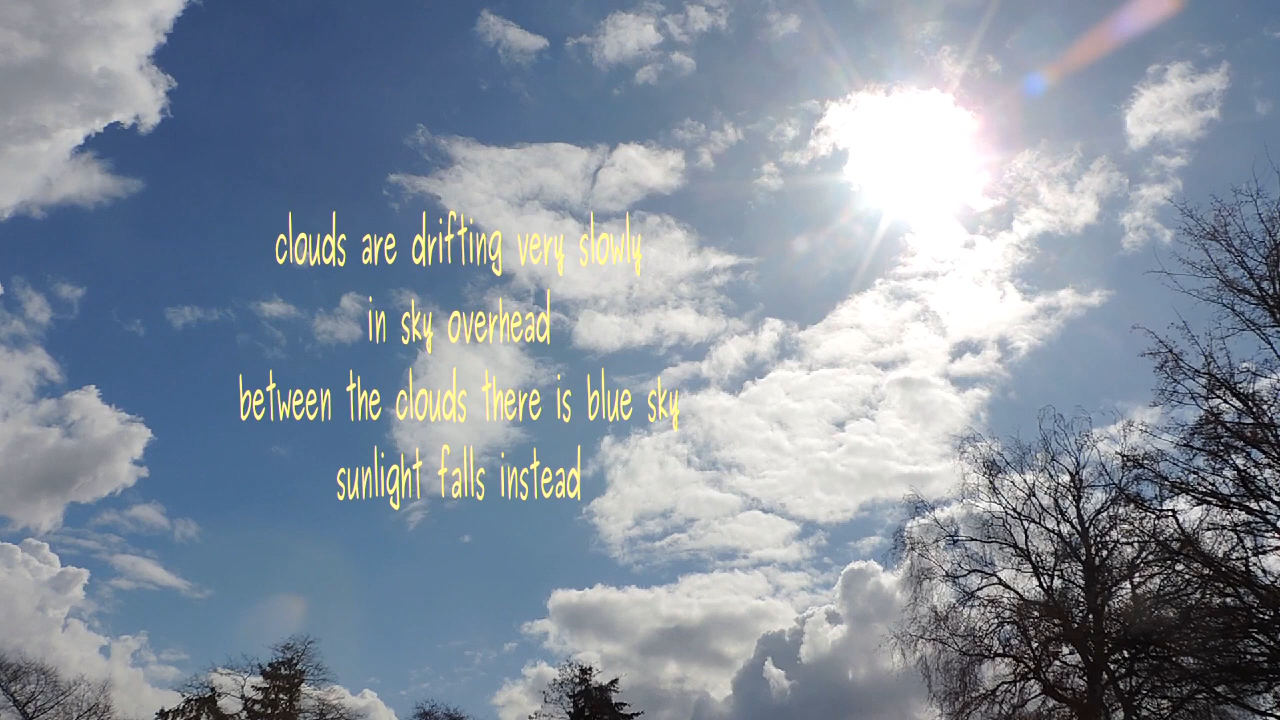 clouds are drifting very slowly
in sky overhead
between the clouds there is blue sky
sunlight falls instead